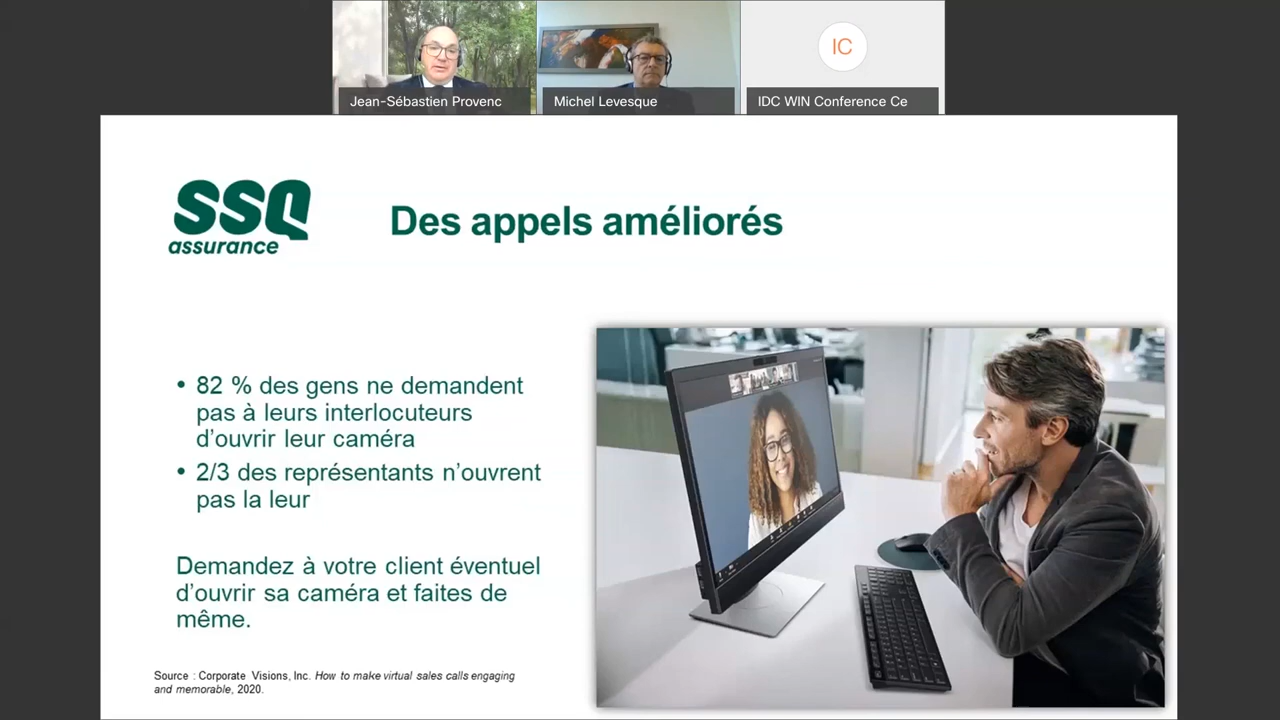 IC
Jean-Sébastien Provenc
Michel Levesque
IDC WIN Conference Ce
SSQ
assurance
Des appels améliorés
• 82 % des gens ne demandent
pas à leurs interlocuteurs
d’ouvrir leur caméra
• 2/3 des représentants n’ouvrent
pas la leur
Demandez à votre client éventuel
d’ouvrir sa caméra et faites de
même.
Source : Corporate Visions, Inc. How to make virtual sales calls engaging
and memorable, 2020.